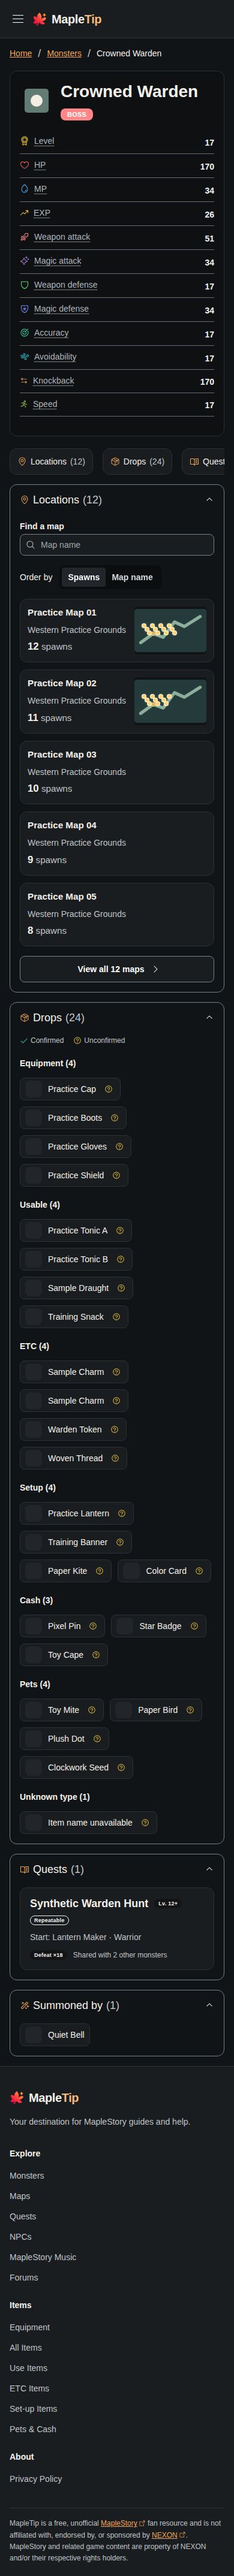 MapleTip
Home / Monsters / Crowned Warden
Crowned Warden
BOSS
Level 17
HP 170
MP 34
EXP 26
Weapon attack 51
Magic attack 34
Weapon defense 17
Magic defense 34
Accuracy 17
Avoidability 17
Knockback 170
Speed 17
Locations (12) Drops (24) Quest
Locations (12)
Find a map
Map name
Order by Spawns Map name
Practice Map 01
Western Practice Grounds
12 spawns
Practice Map 02
Western Practice Grounds
11 spawns
Practice Map 03
Western Practice Grounds
10 spawns
Practice Map 04
Western Practice Grounds
9 spawns
Practice Map 05
Western Practice Grounds
8 spawns
View all 12 maps
Drops (24)
Confirmed Unconfirmed
Equipment (4)
Practice Cap
Practice Boots
Practice Gloves
Practice Shield
Usable (4)
Practice Tonic A
Practice Tonic B
Sample Draught
Training Snack
ETC (4)
Sample Charm
Sample Charm
Warden Token
Woven Thread
Setup (4)
Practice Lantern
Training Banner
Paper Kite Color Card
Cash (3)
Pixel Pin Star Badge
Toy Cape
Pets (4)
Toy Mite Paper Bird
Plush Dot
Clockwork Seed
Unknown type (1)
Item name unavailable
Quests (1)
Synthetic Warden Hunt Lv. 12+
Repeatable
Start: Lantern Maker · Warrior
Defeat ×18 Shared with 2 other monsters
Summoned by (1)
Quiet Bell
MapleTip
Your destination for MapleStory guides and help.
Explore
Monsters
Maps
Quests
NPCs
MapleStory Music
Forums
Items
Equipment
All Items
Use Items
ETC Items
Set-up Items
Pets & Cash
About
Privacy Policy
MapleTip is a free, unofficial MapleStory fan resource and is not
affiliated with, endorsed by, or sponsored by NEXON.
MapleStory and related game content are property of NEXON
and/or their respective rights holders.